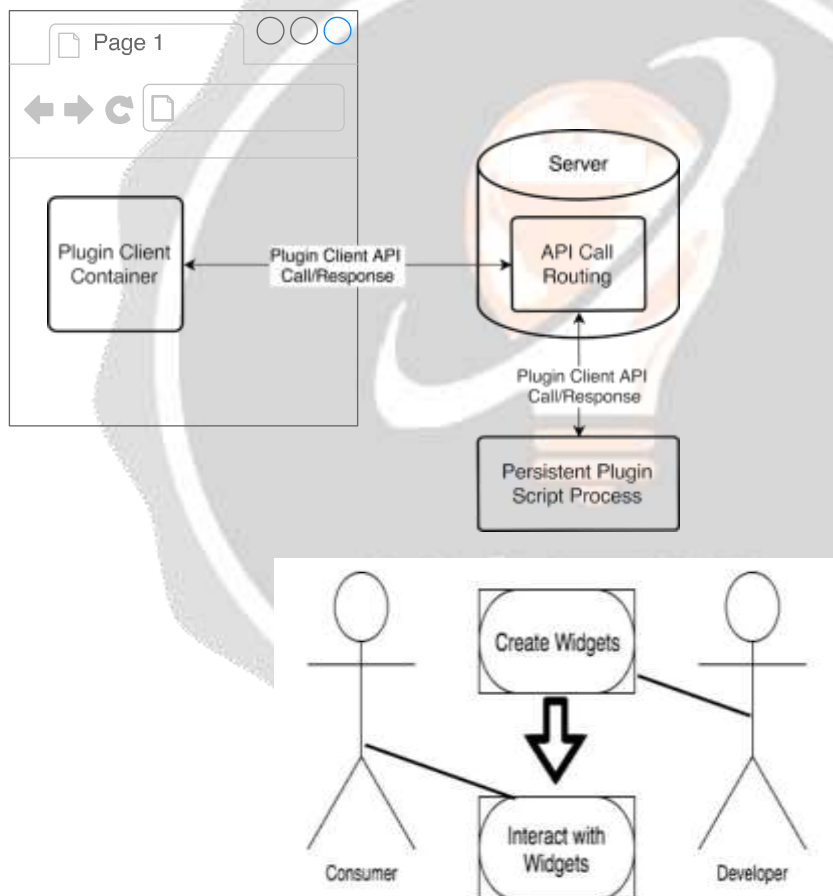 Page 1
Server
Plugin Client
Container
Plugin Client API
Call/Response
API Call
Routing
Plugin Client API
Call/Response
Persistent Plugin
Script Process
Create Widgets
Interact with
Widgets
Consumer
Developer